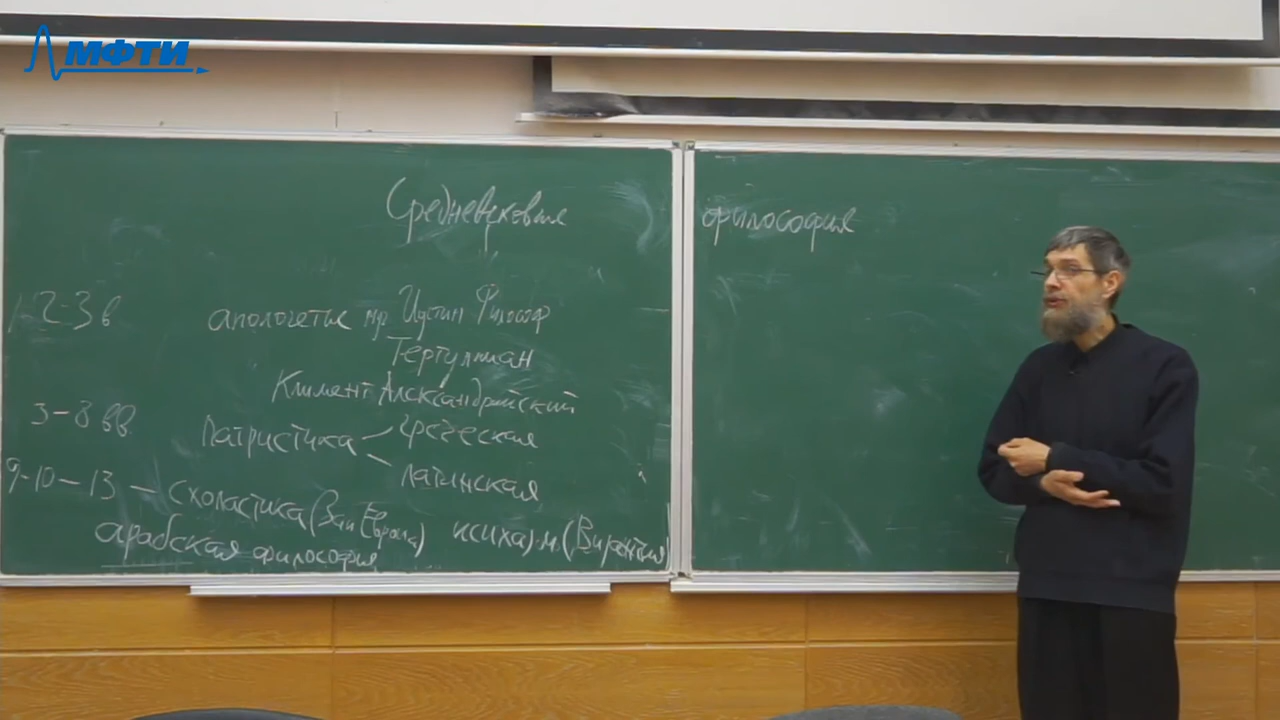 МФТИ
Средневековая философия
2-3 в апологеты пр Иустин Философ
Тертуллиан
Климент Александрийский
3-8 вв. Патристика греческая
латинская
9-10-13 - схоластика (Зап Европа) исихазм (Византия)
арабская философия